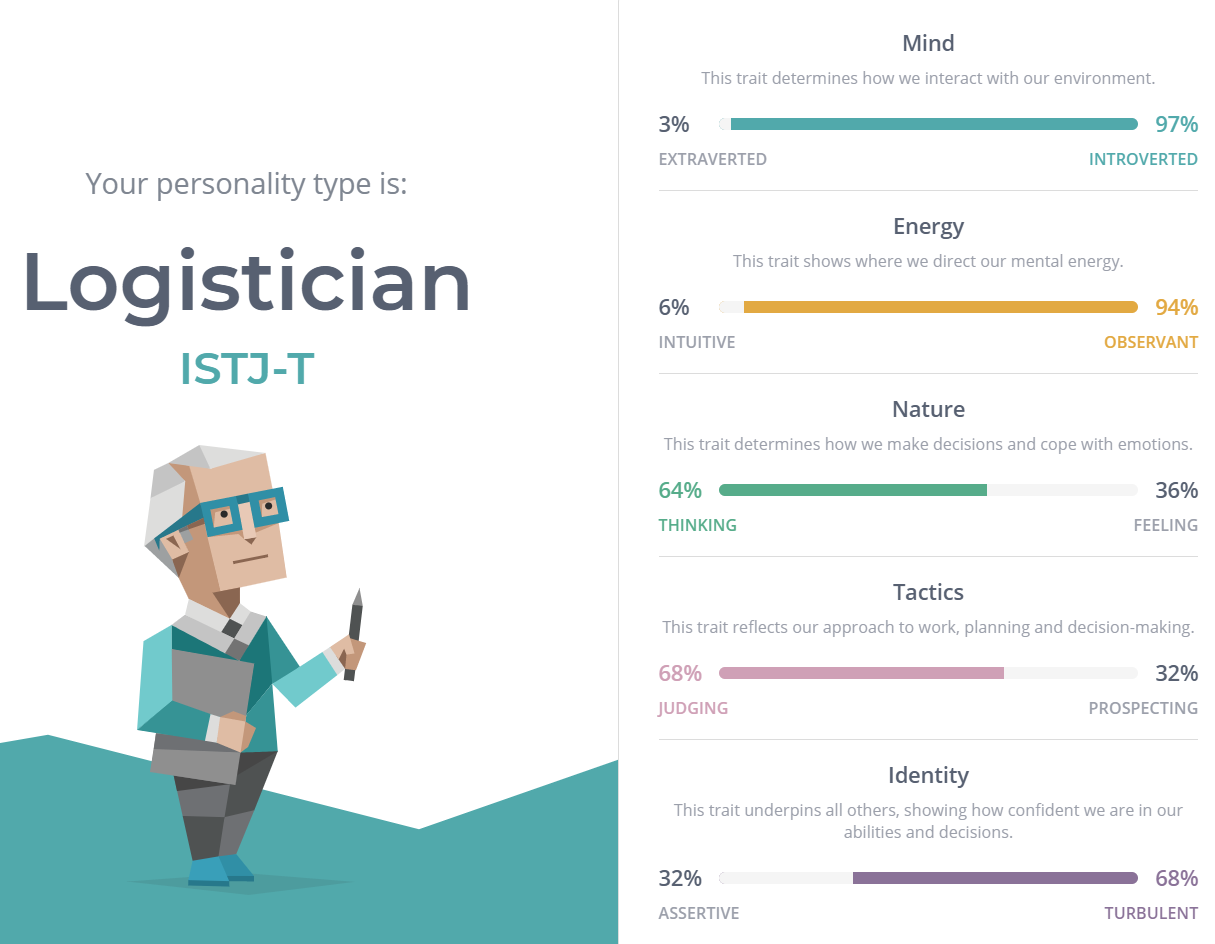 Your personality type is:
Logistician
ISTJ-T
Mind
This trait determines how we interact with our environment.
3% 97%
EXTRAVERTED INTROVERTED
Energy
This trait shows where we direct our mental energy.
6% 94%
INTUITIVE OBSERVANT
Nature
This trait determines how we make decisions and cope with emotions.
64% 36%
THINKING FEELING
Tactics
This trait reflects our approach to work, planning and decision-making.
68% 32%
JUDGING PROSPECTING
Identity
This trait underpins all others, showing how confident we are in our
abilities and decisions.
32% 68%
ASSERTIVE TURBULENT